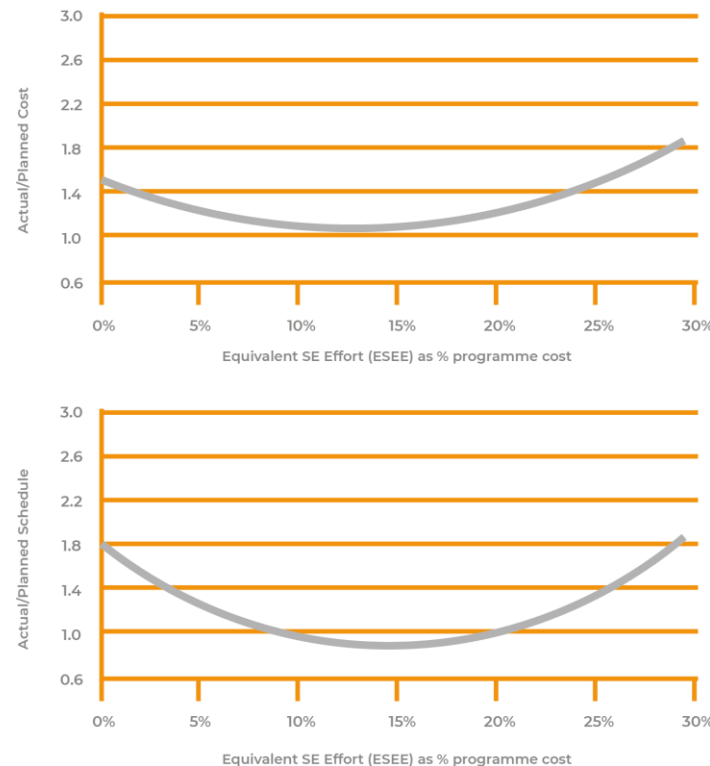 Actual/Planned Cost
3.0
2.6
2.2
1.8
1.4
1.0
0.6
0% 5% 10% 15% 20% 25% 30%
Equivalent SE Effort (ESEE) as % programme cost
Actual/Planned Schedule
3.0
2.6
2.2
1.8
1.4
1.0
0.6
0% 5% 10% 15% 20% 25% 30%
Equivalent SE Effort (ESEE) as % programme cost